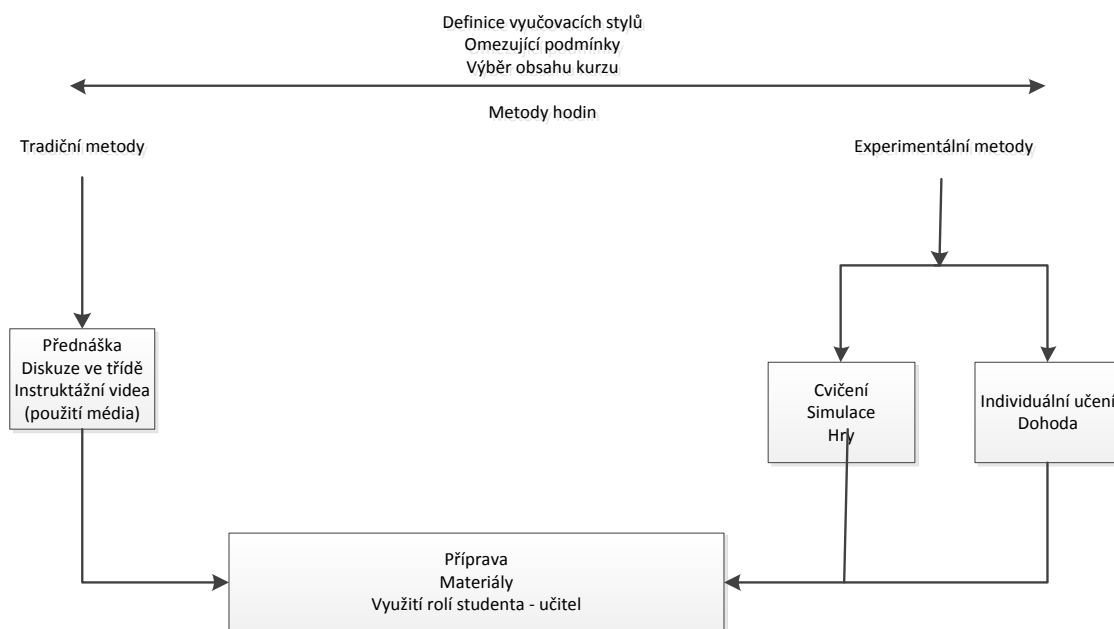 Definice vyučovacích stylů
Omezující podmínky
Výběr obsahu kurzu
Metody hodin
Tradiční metody
Experimentální metody
Přednáška
Diskuze ve třídě
Instruktážní videa
(použití média)
Cvičení
Simulace
Hry
Individuální učení
Dohoda
Příprava
Materiály
Využití rolí studenta - učitel